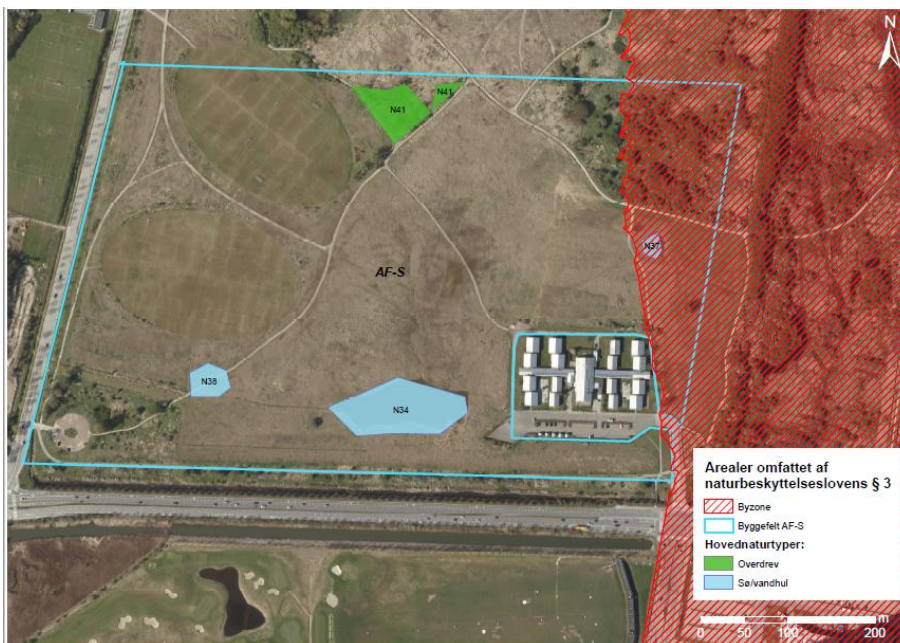 N
N41
N41
N37
AF-S
N38
N34
Arealer omfattet af
naturbeskyttelseslovens § 3
Byzone
Byggefelt AF-S
Hovednaturtyper:
Overdrev
Sø/vandhul
m
0 50 100 200